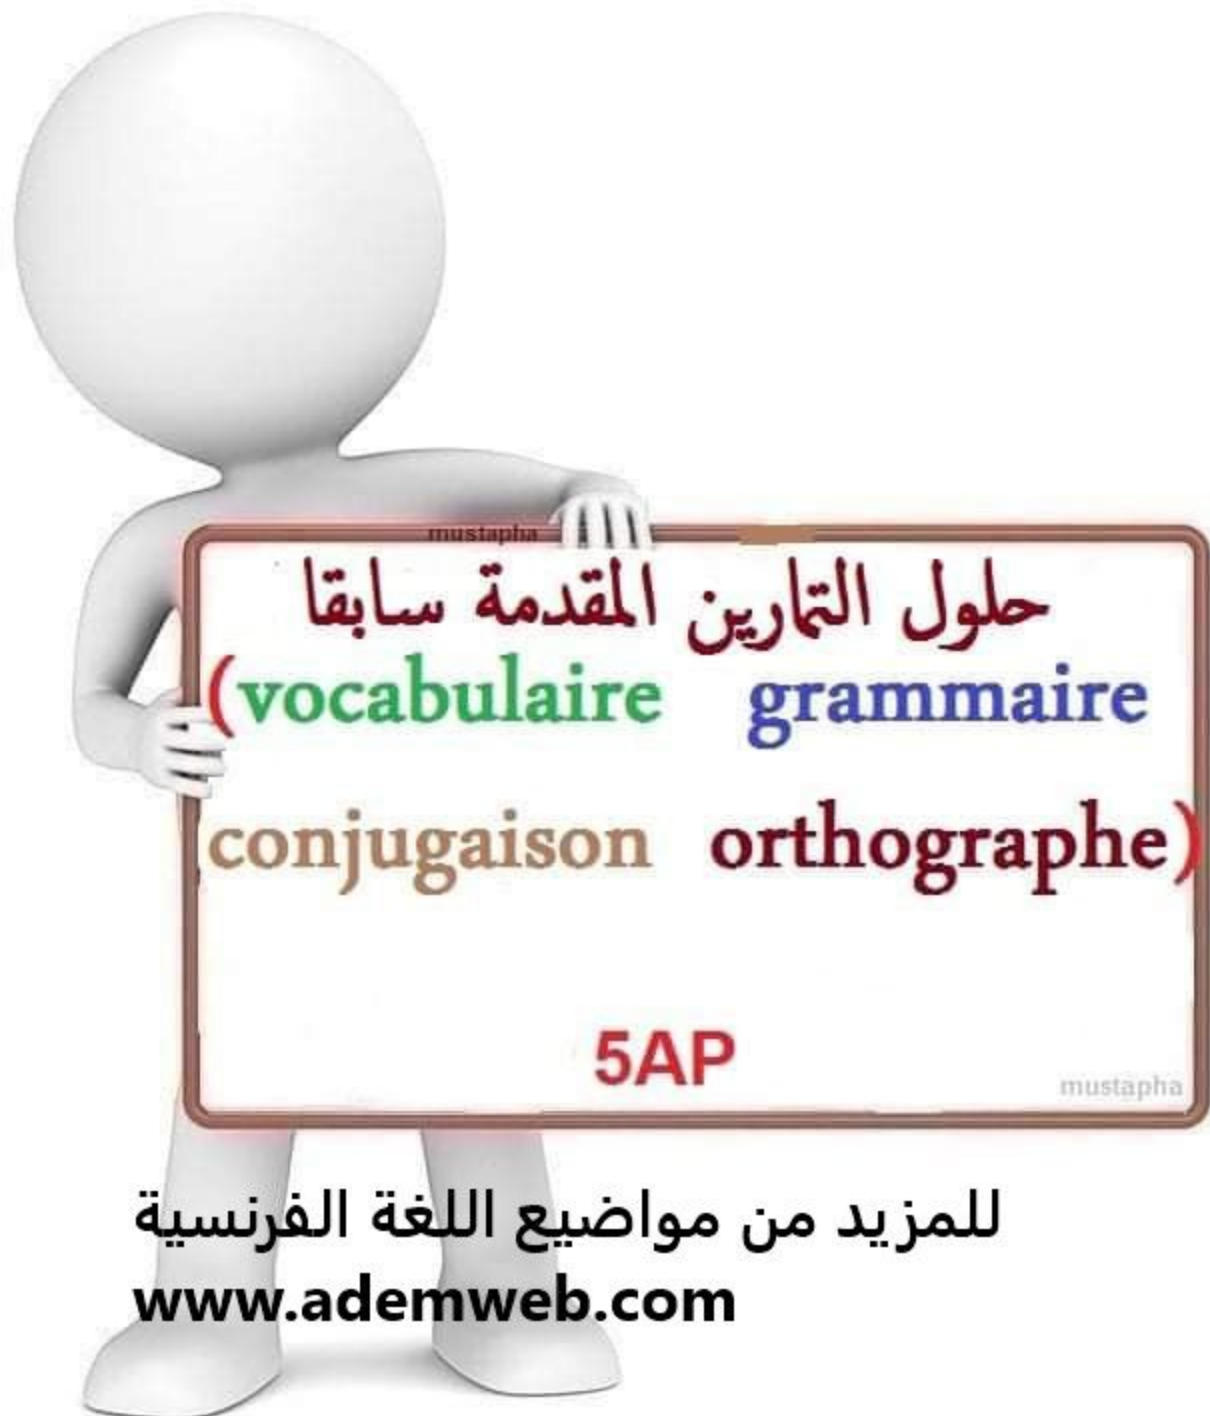 mustapha
حلول التمارين المقدمة سابقا
(vocabulaire grammaire
conjugaison orthographe)
5AP
mustapha
للمزيد من مواضيع اللغة الفرنسية
www.ademweb.com